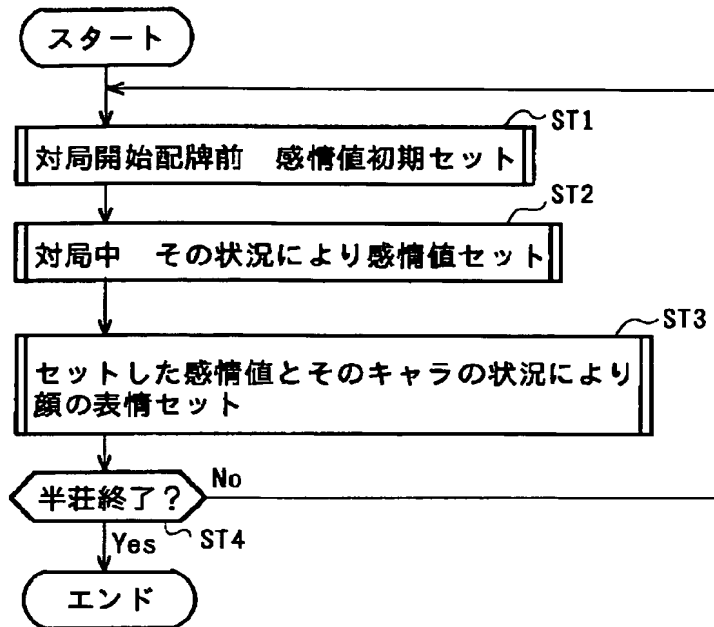 スタート
ST1
対局開始配牌前　感情値初期セット
ST2
対局中　その状況により感情値セット
ST3
セットした感情値とそのキャラの状況により
顔の表情セット
半荘終了？
No
ST4
Yes
エンド